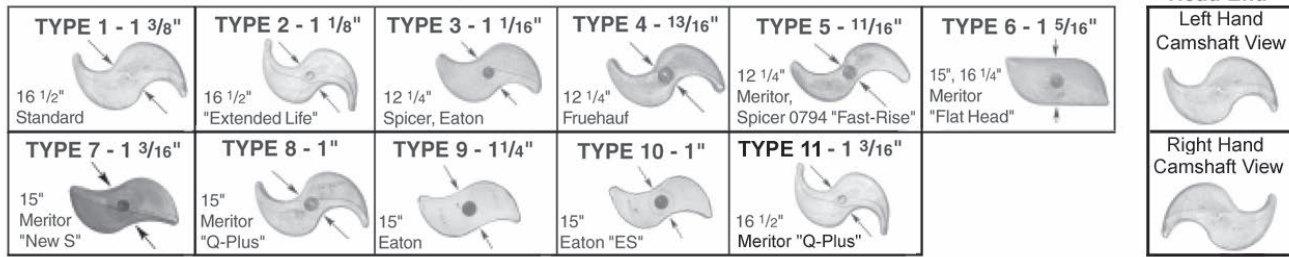 TYPE 1 - 1 3/8"
16 1/2"
Standard
TYPE 2 - 1 1/8"
16 1/2"
"Extended Life"
TYPE 3 - 1 1/16"
12 1/4"
Spicer, Eaton
TYPE 4 - 13/16"
12 1/4"
Fruehauf
TYPE 5 - 11/16"
12 1/4"
Meritor,
Spicer 0794 "Fast-Rise"
TYPE 6 - 1 5/16"
15", 16 1/4"
Meritor
"Flat Head"
Left Hand
Camshaft View
TYPE 7 - 1 3/16"
15"
Meritor
"New S"
TYPE 8 - 1"
15"
Meritor
"Q-Plus"
TYPE 9 - 11/4"
15"
Eaton
TYPE 10 - 1"
15"
Eaton "ES"
TYPE 11 - 1 3/16"
16 1/2"
Meritor "Q-Plus"
Right Hand
Camshaft View